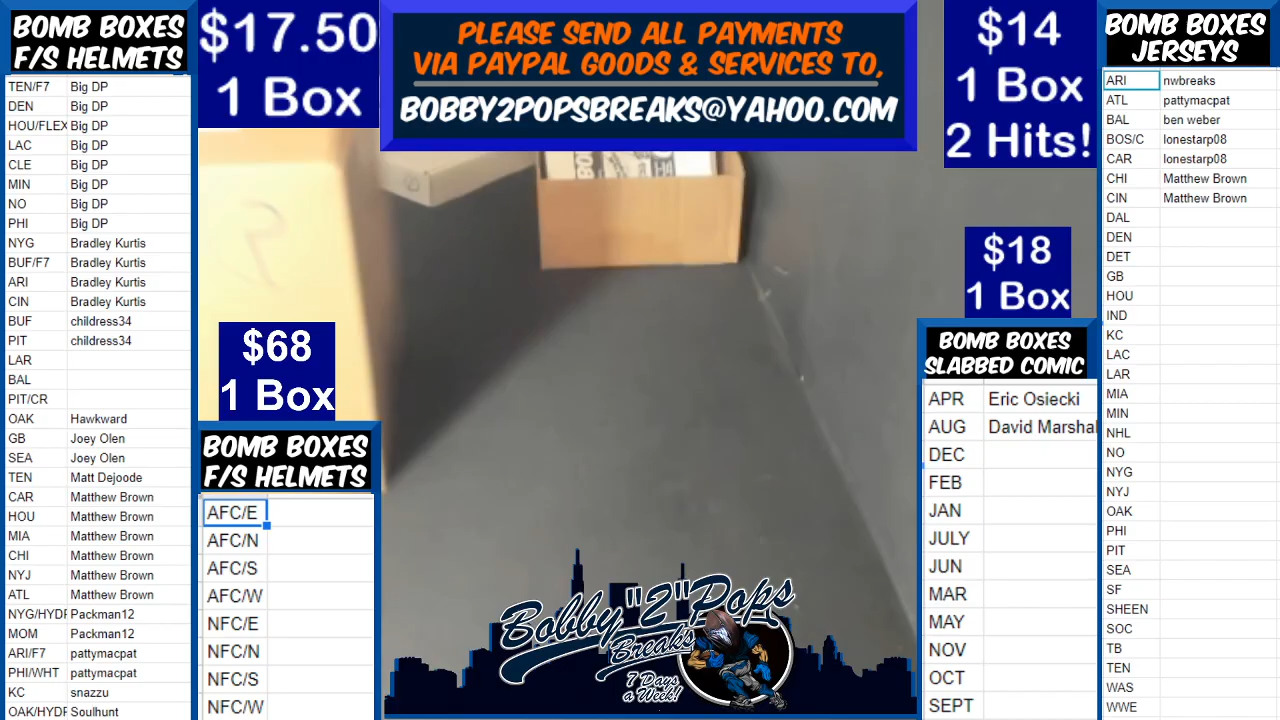 BOMB BOXES
F/S HELMETS
TEN/F7 Big DP
DEN Big DP
HOU/FLEX Big DP
LAC Big DP
CLE Big DP
MIN Big DP
NO Big DP
PHI Big DP
NYG Bradley Kurtis
BUF/F7 Bradley Kurtis
ARI Bradley Kurtis
CIN Bradley Kurtis
BUF childress34
PIT childress34
LAR
BAL
PIT/CR
OAK Hawkward
GB Joey Olen
SEA Joey Olen
TEN Matt Dejoode
CAR Matthew Brown
HOU Matthew Brown
MIA Matthew Brown
CHI Matthew Brown
NYJ Matthew Brown
ATL Matthew Brown
NYG/HYDR Packman12
MOM Packman12
ARI/F7 pattymacpat
PHI/WHT pattymacpat
KC snazzu
OAK/HYDR Soulhunt
$17.50
1 Box
$68
1 Box
BOMB BOXES
F/S HELMETS
AFC/E
AFC/N
AFC/S
AFC/W
NFC/E
NFC/N
NFC/S
NFC/W
PLEASE SEND ALL PAYMENTS
VIA PAYPAL GOODS & SERVICES TO,
BOBBY2POPSBREAKS@YAHOO.COM
Bobby "2" Pops
Breaks
7 Days
a Week!
$14
1 Box
2 Hits!
$18
1 Box
BOMB BOXES
SLABBED COMIC
APR Eric Osiecki
AUG David Marshal
DEC
FEB
JAN
JULY
JUN
MAR
MAY
NOV
OCT
SEPT
BOMB BOXES
JERSEYS
ARI nwbreaks
ATL pattymacpat
BAL ben weber
BOS/C lonestarp08
CAR lonestarp08
CHI Matthew Brown
CIN Matthew Brown
DAL
DEN
DET
GB
HOU
IND
KC
LAC
LAR
MIA
MIN
NHL
NO
NYG
NYJ
OAK
PHI
PIT
SEA
SF
SHEEN
SOC
TB
TEN
WAS
WWE